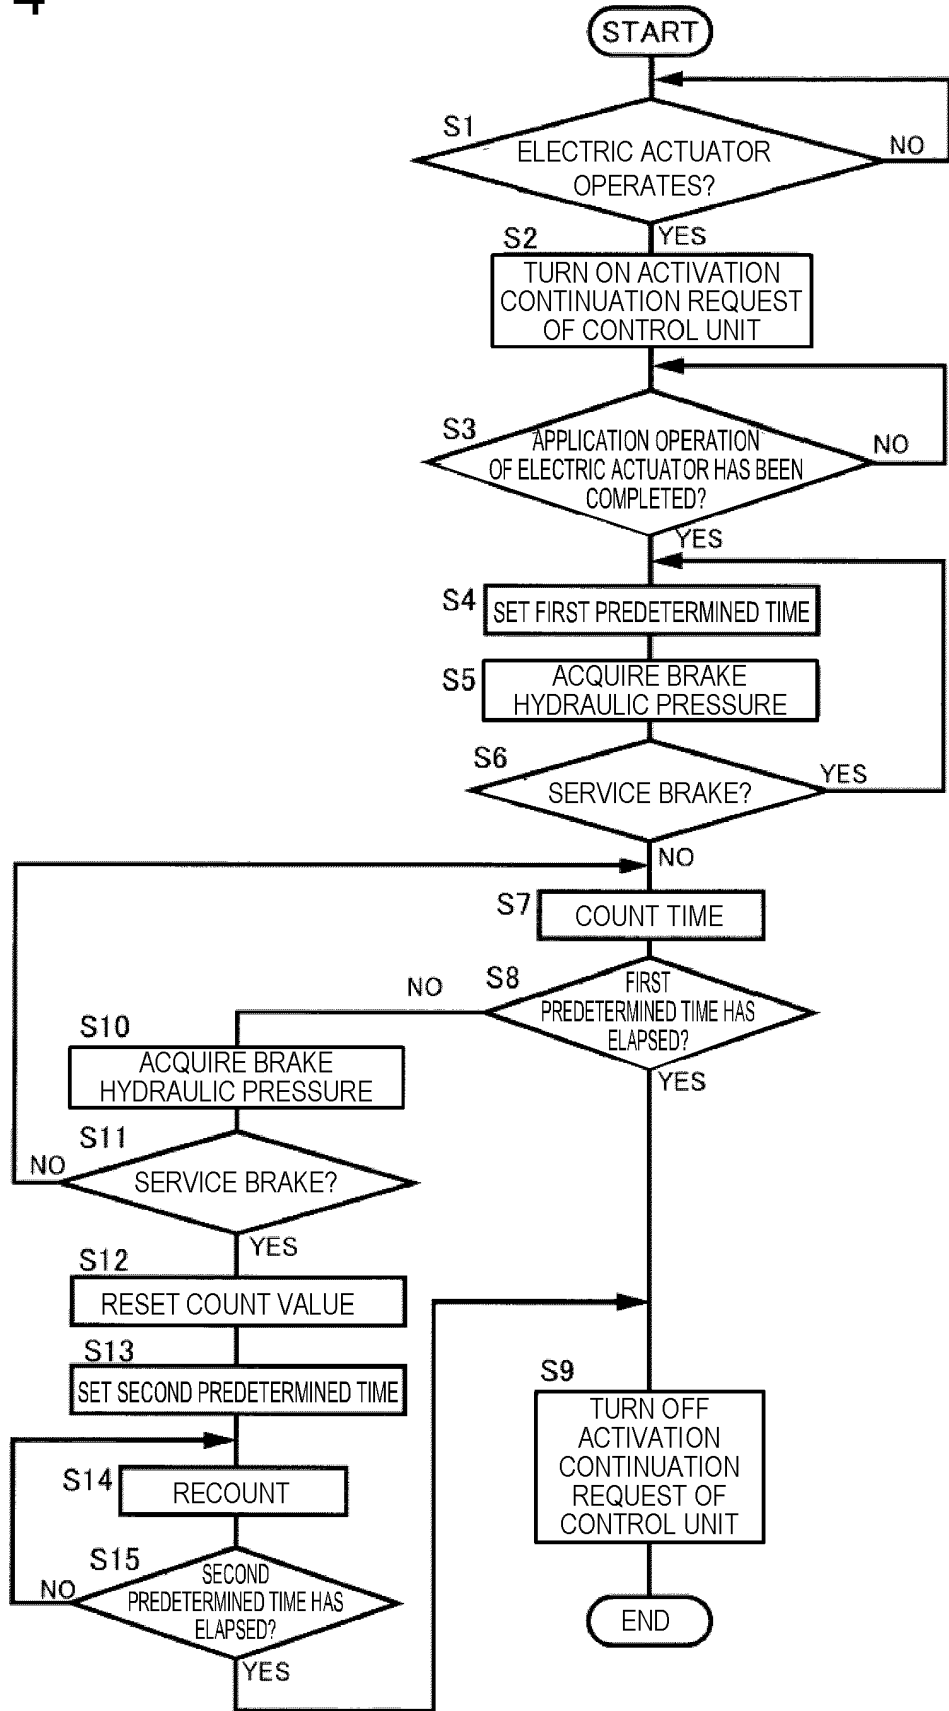 4
START
S1
ELECTRIC ACTUATOR
OPERATES?
NO
YES
S2
TURN ON ACTIVATION
CONTINUATION REQUEST
OF CONTROL UNIT
S3
APPLICATION OPERATION
OF ELECTRIC ACTUATOR HAS BEEN
COMPLETED?
NO
YES
S4
SET FIRST PREDETERMINED TIME
S5
ACQUIRE BRAKE
HYDRAULIC PRESSURE
S6
SERVICE BRAKE?
YES
NO
S7
COUNT TIME
S8
FIRST
PREDETERMINED TIME HAS
ELAPSED?
NO
YES
S10
ACQUIRE BRAKE
HYDRAULIC PRESSURE
S11
SERVICE BRAKE?
NO
YES
S12
RESET COUNT VALUE
S13
SET SECOND PREDETERMINED TIME
S14
RECOUNT
S15
SECOND
PREDETERMINED TIME HAS
ELAPSED?
NO
YES
S9
TURN OFF
ACTIVATION
CONTINUATION
REQUEST OF
CONTROL UNIT
END